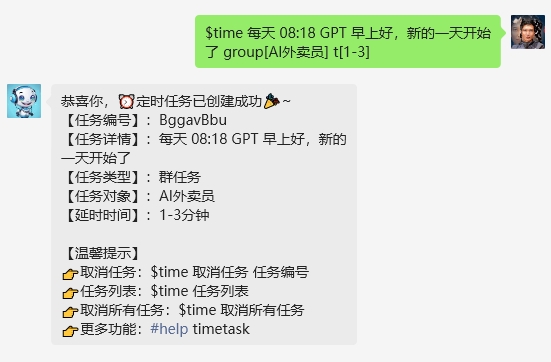 $time 每天 08:18 GPT 早上好，新的一天开始
了 group[AI外卖员] t[1-3]
恭喜你，⏰定时任务已创建成功🎉~
【任务编号】：BggavBbu
【任务详情】：每天 08:18 GPT 早上好，新的
一天开始了
【任务类型】：群任务
【任务对象】：AI外卖员
【延时时间】：1-3分钟
【温馨提示】
👉取消任务：$time 取消任务 任务编号
👉任务列表：$time 任务列表
👉取消所有任务：$time 取消所有任务
👉更多功能：#help timetask